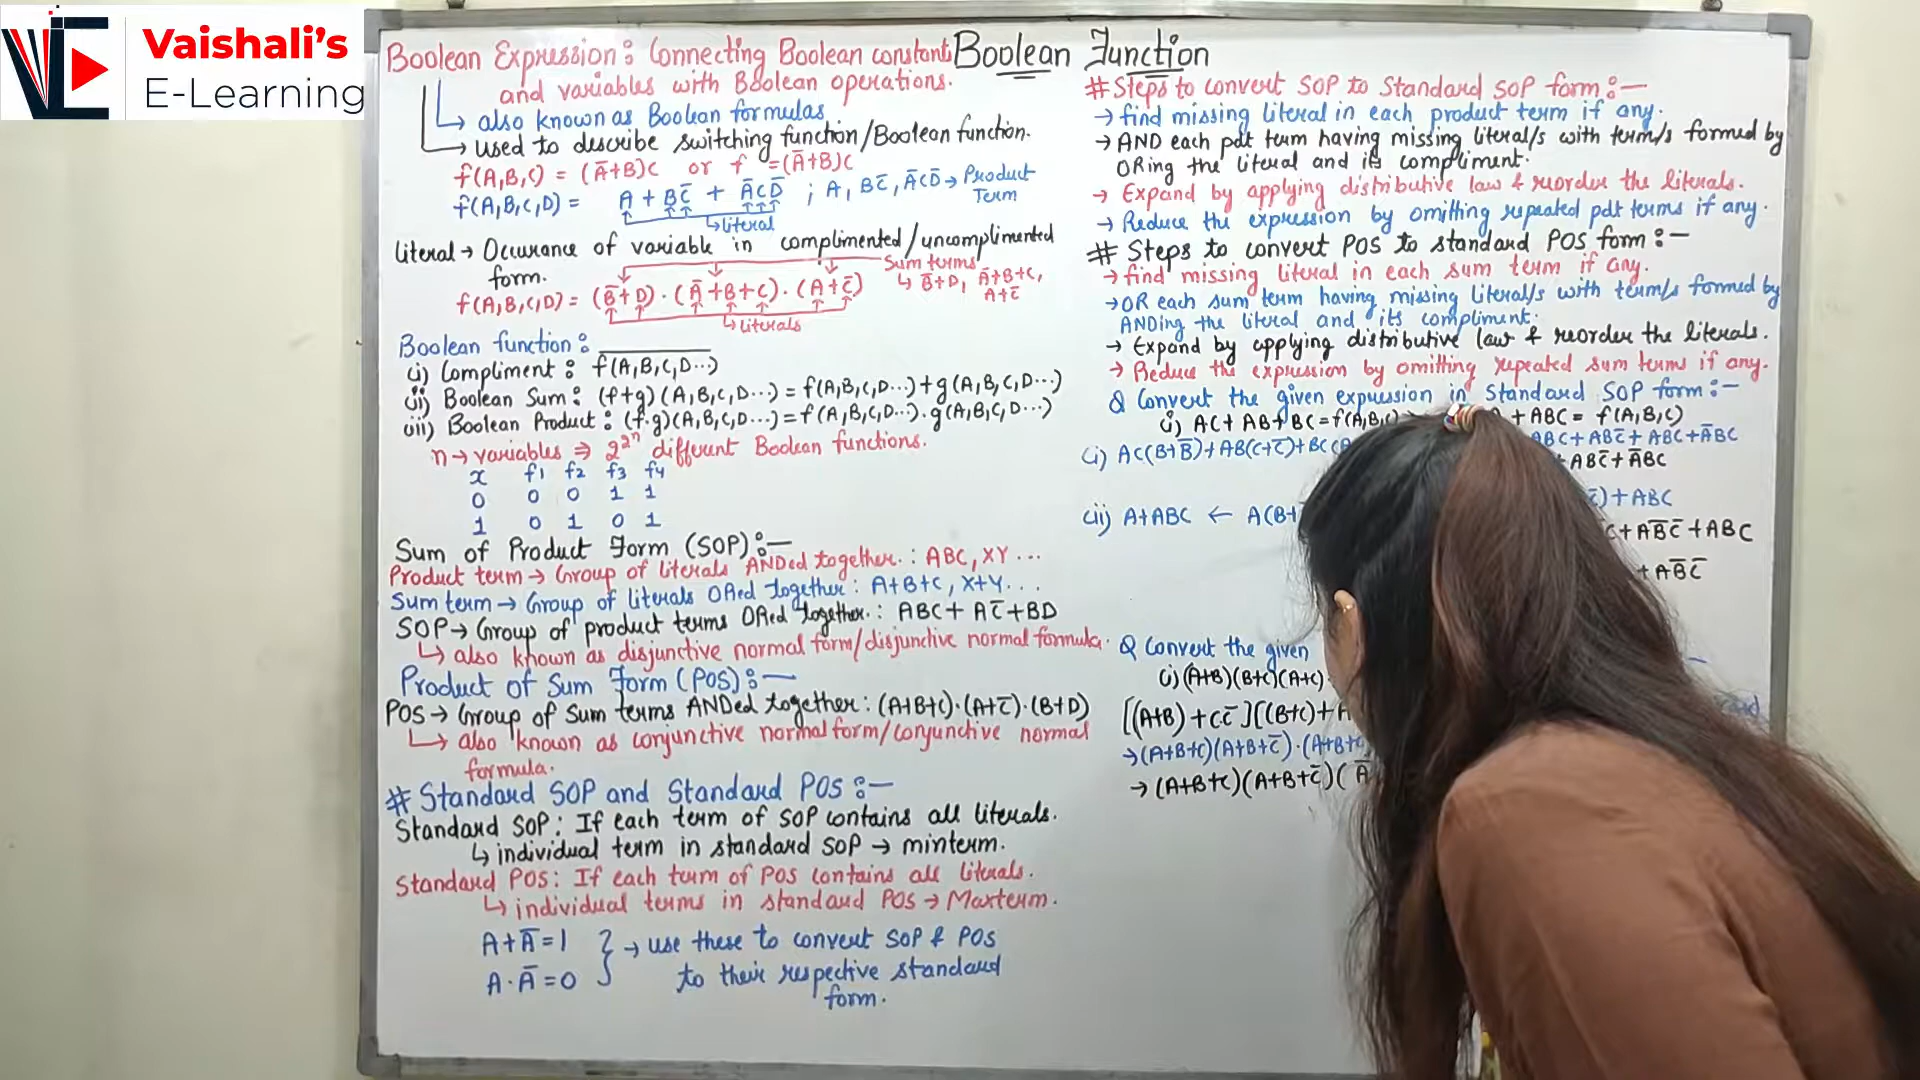 Vaishali's
E-Learning
Boolean Function
Boolean Expression: Connecting Boolean constants
and variables with Boolean operations.
↳ also known as Boolean formulas
↳ used to describe switching function/Boolean function.
f(A,B,C) = (A̅+B)C or f = (A̅+B)C
f(A,B,C,D) = A + BC̅ + A̅CD̅ ; A, BC̅, A̅CD̅ → Product
Term
↳ literal
Literal → Occurance of variable in complimented/uncomplimented
form.
Sum terms
↳ B̅+D, A̅+B+C,
A+C̅
f(A,B,C,D) = (B̅+D)·(A̅+B+C)·(A+C̅)
↳ literals
Boolean function:
(i) Compliment: f(A,B,C,D...)
(ii) Boolean Sum: (f+g)(A,B,C,D...) = f(A,B,C,D...)+g(A,B,C,D...)
(iii) Boolean Product: (f·g)(A,B,C,D...) = f(A,B,C,D...).g(A,B,C,D...)
n → variables ⇒ 2^2^n different Boolean functions.
x f1 f2 f3 f4
0 0 0 1 1
1 0 1 0 1
Sum of Product Form (SOP):-
Product term → Group of literals ANDed together.: ABC, XY ...
Sum term → Group of literals ORed together: A+B+C, X+Y...
SOP → Group of product terms ORed together.: ABC + AC̅ + BD
↳ also known as disjunctive normal form/disjunctive normal formula.
Product of Sum Form (POS):-
POS → Group of Sum terms ANDed together: (A+B+C)·(A+C̅)·(B+D)
↳ also known as conjunctive normal form/conjunctive normal
formula.
# Standard SOP and Standard POS:-
Standard SOP: If each term of SOP contains all literals.
↳ individual term in standard SOP → minterm.
Standard POS: If each term of POS contains all literals.
↳ individual terms in standard POS → Maxterm.
A+A̅=1 } → use these to convert SOP & POS
A·A̅=0 to their respective standard
form.
# Steps to convert SOP to Standard SOP form:-
→ find missing literal in each product term if any.
→ AND each pdt term having missing literal/s with term/s formed by
ORing the literal and its compliment.
→ Expand by applying distributive law & reorder the literals.
→ Reduce the expression by omitting repeated pdt terms if any.
# Steps to convert POS to standard POS form:-
→ find missing literal in each sum term if any.
→ OR each sum term having missing literal/s with term/s formed by
ANDing the literal and its compliment.
→ Expand by applying distributive law & reorder the literals.
→ Reduce the expression by omitting repeated sum terms if any.
Q Convert the given expression in standard SOP form:-
(i) AC + AB + BC = f(A,B,C) + ABC = f(A,B,C)
(i) AC(B+B̅)+AB(C+C̅)+BC( ABC + ABC̅ + ABC + A̅BC
+ ABC̅ + A̅BC
) + ABC
(ii) A+ABC ← A(B+
+ AB̅C̅ + ABC
+ AB̅C̅
Q Convert the given
(i) (A+B)(B+C)(A+C)
[(A+B)+C.C̅][(B+C)+
→ (A+B+C)(A+B+C̅)·(A+B+C
→ (A+B+C)(A+B+C̅)(A̅